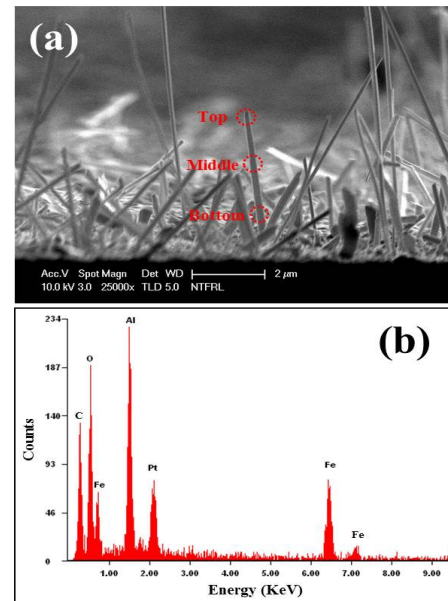 (a)
Top
Middle
Bottom
Acc.V Spot Magn Det WD 2 µm
10.0 kV 3.0 25000x TLD 5.0 NTFRL
(b)
234
187
140
93
46
0
Counts
C
O
Fe
Al
Pt
Fe
Fe
1.00 2.00 3.00 4.00 5.00 6.00 7.00 8.00 9.00
Energy (KeV)